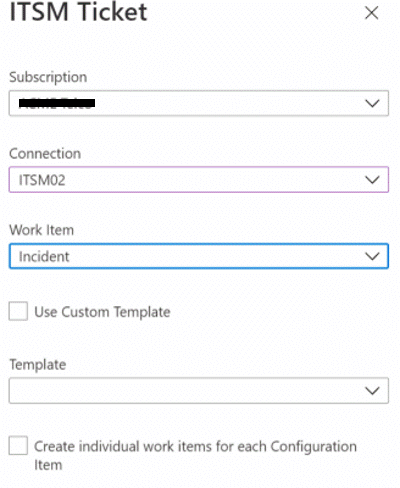 ITSM Ticket
Subscription
Connection
ITSM02
Work Item
Incident
Use Custom Template
Template
Create individual work items for each Configuration
Item